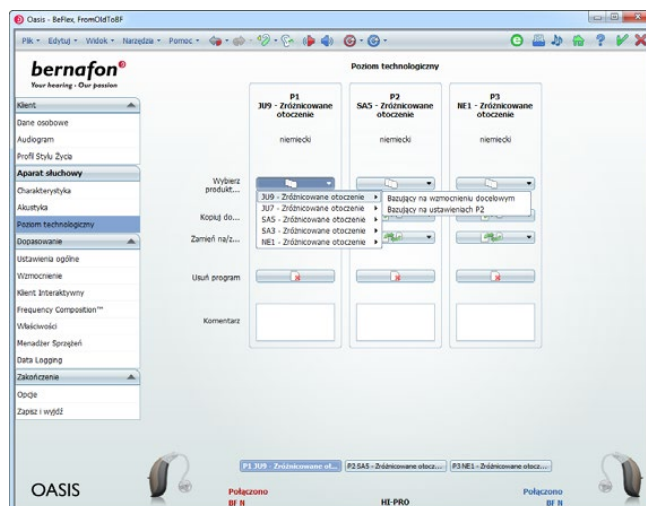 Oasis - BeFlex, FromOldToBF
Plik Edytuj Widok Narzędzia Pomoc
bernafon®
Your hearing · Our passion
Klient
Dane osobowe
Audiogram
Profil Stylu Życia
Aparat słuchowy
Charakterystyka
Akustyka
Poziom technologiczny
Dopasowanie
Ustawienia ogólne
Wzmocnienie
Klient Interaktywny
Frequency Composition™
Właściwości
Menadżer Sprzężeń
Data Logging
Zakończenie
Opcje
Zapisz i wyjdź
OASIS
Poziom technologiczny
P1
JU9 - Zróżnicowane
otoczenie
niemiecki
P2
SA5 - Zróżnicowane
otoczenie
niemiecki
P3
NE1 - Zróżnicowane
otoczenie
niemiecki
Wybierz
produkt...
JU9 - Zróżnicowane otoczenie
JU7 - Zróżnicowane otoczenie
SA5 - Zróżnicowane otoczenie
SA3 - Zróżnicowane otoczenie
NE1 - Zróżnicowane otoczenie
Bazujący na wzmocnieniu docelowym
Bazujący na ustawieniach P2
Kopiuj do...
Zamień na/z...
Usuń program
Komentarz
P1 JU9 - Zróżnicowane ot...
P2 SA5 - Zróżnicowane otocz...
P3 NE1 - Zróżnicowane otocz...
Połączono
BF N
HI-PRO
Połączono
BF N